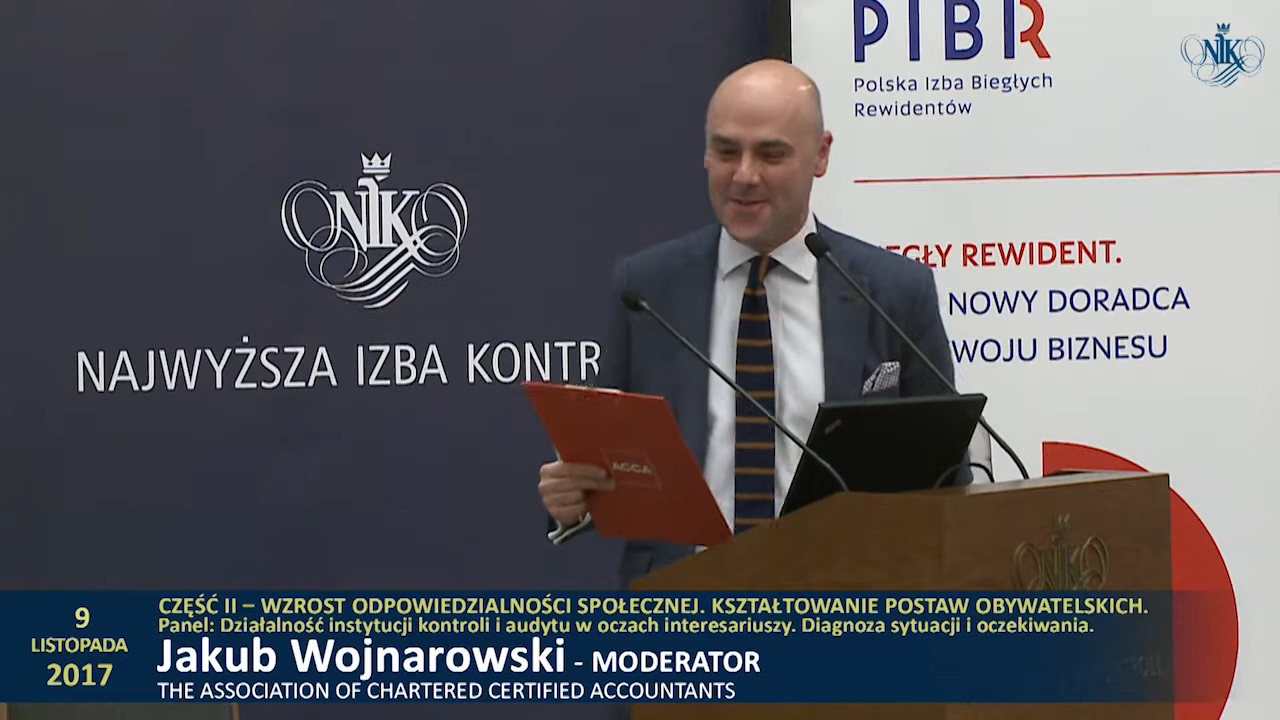 PIBR
Polska Izba Biegłych
Rewidentów
NIK
NIK
NAJWYŻSZA IZBA KONTR
REWIDENT.
NOWY DORADCA
BIZNESU
ACCA
CZĘŚĆ II – WZROST ODPOWIEDZIALNOŚCI SPOŁECZNEJ. KSZTAŁTOWANIE POSTAW OBYWATELSKICH.
Panel: Działalność instytucji kontroli i audytu w oczach interesariuszy. Diagnoza sytuacji i oczekiwania.
9
LISTOPADA
2017
Jakub Wojnarowski - MODERATOR
THE ASSOCIATION OF CHARTERED CERTIFIED ACCOUNTANTS